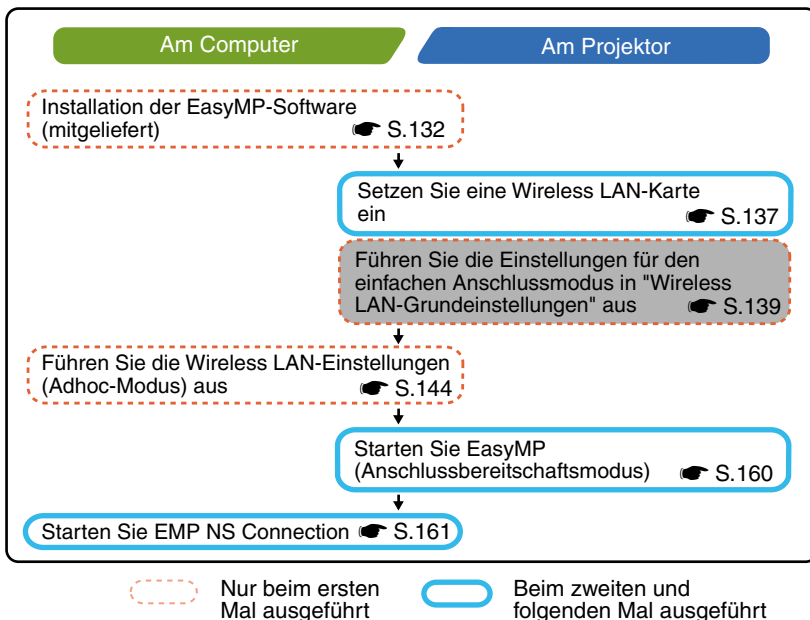 Am Computer
Am Projektor
Installation der EasyMP-Software
(mitgeliefert) S.132
Setzen Sie eine Wireless LAN-Karte
ein S.137
Führen Sie die Einstellungen für den
einfachen Anschlussmodus in "Wireless
LAN-Grundeinstellungen" aus S.139
Führen Sie die Wireless LAN-Einstellungen
(Adhoc-Modus) aus S.144
Starten Sie EasyMP
(Anschlussbereitschaftsmodus) S.160
Starten Sie EMP NS Connection S.161
Nur beim ersten
Mal ausgeführt
Beim zweiten und
folgenden Mal ausgeführt